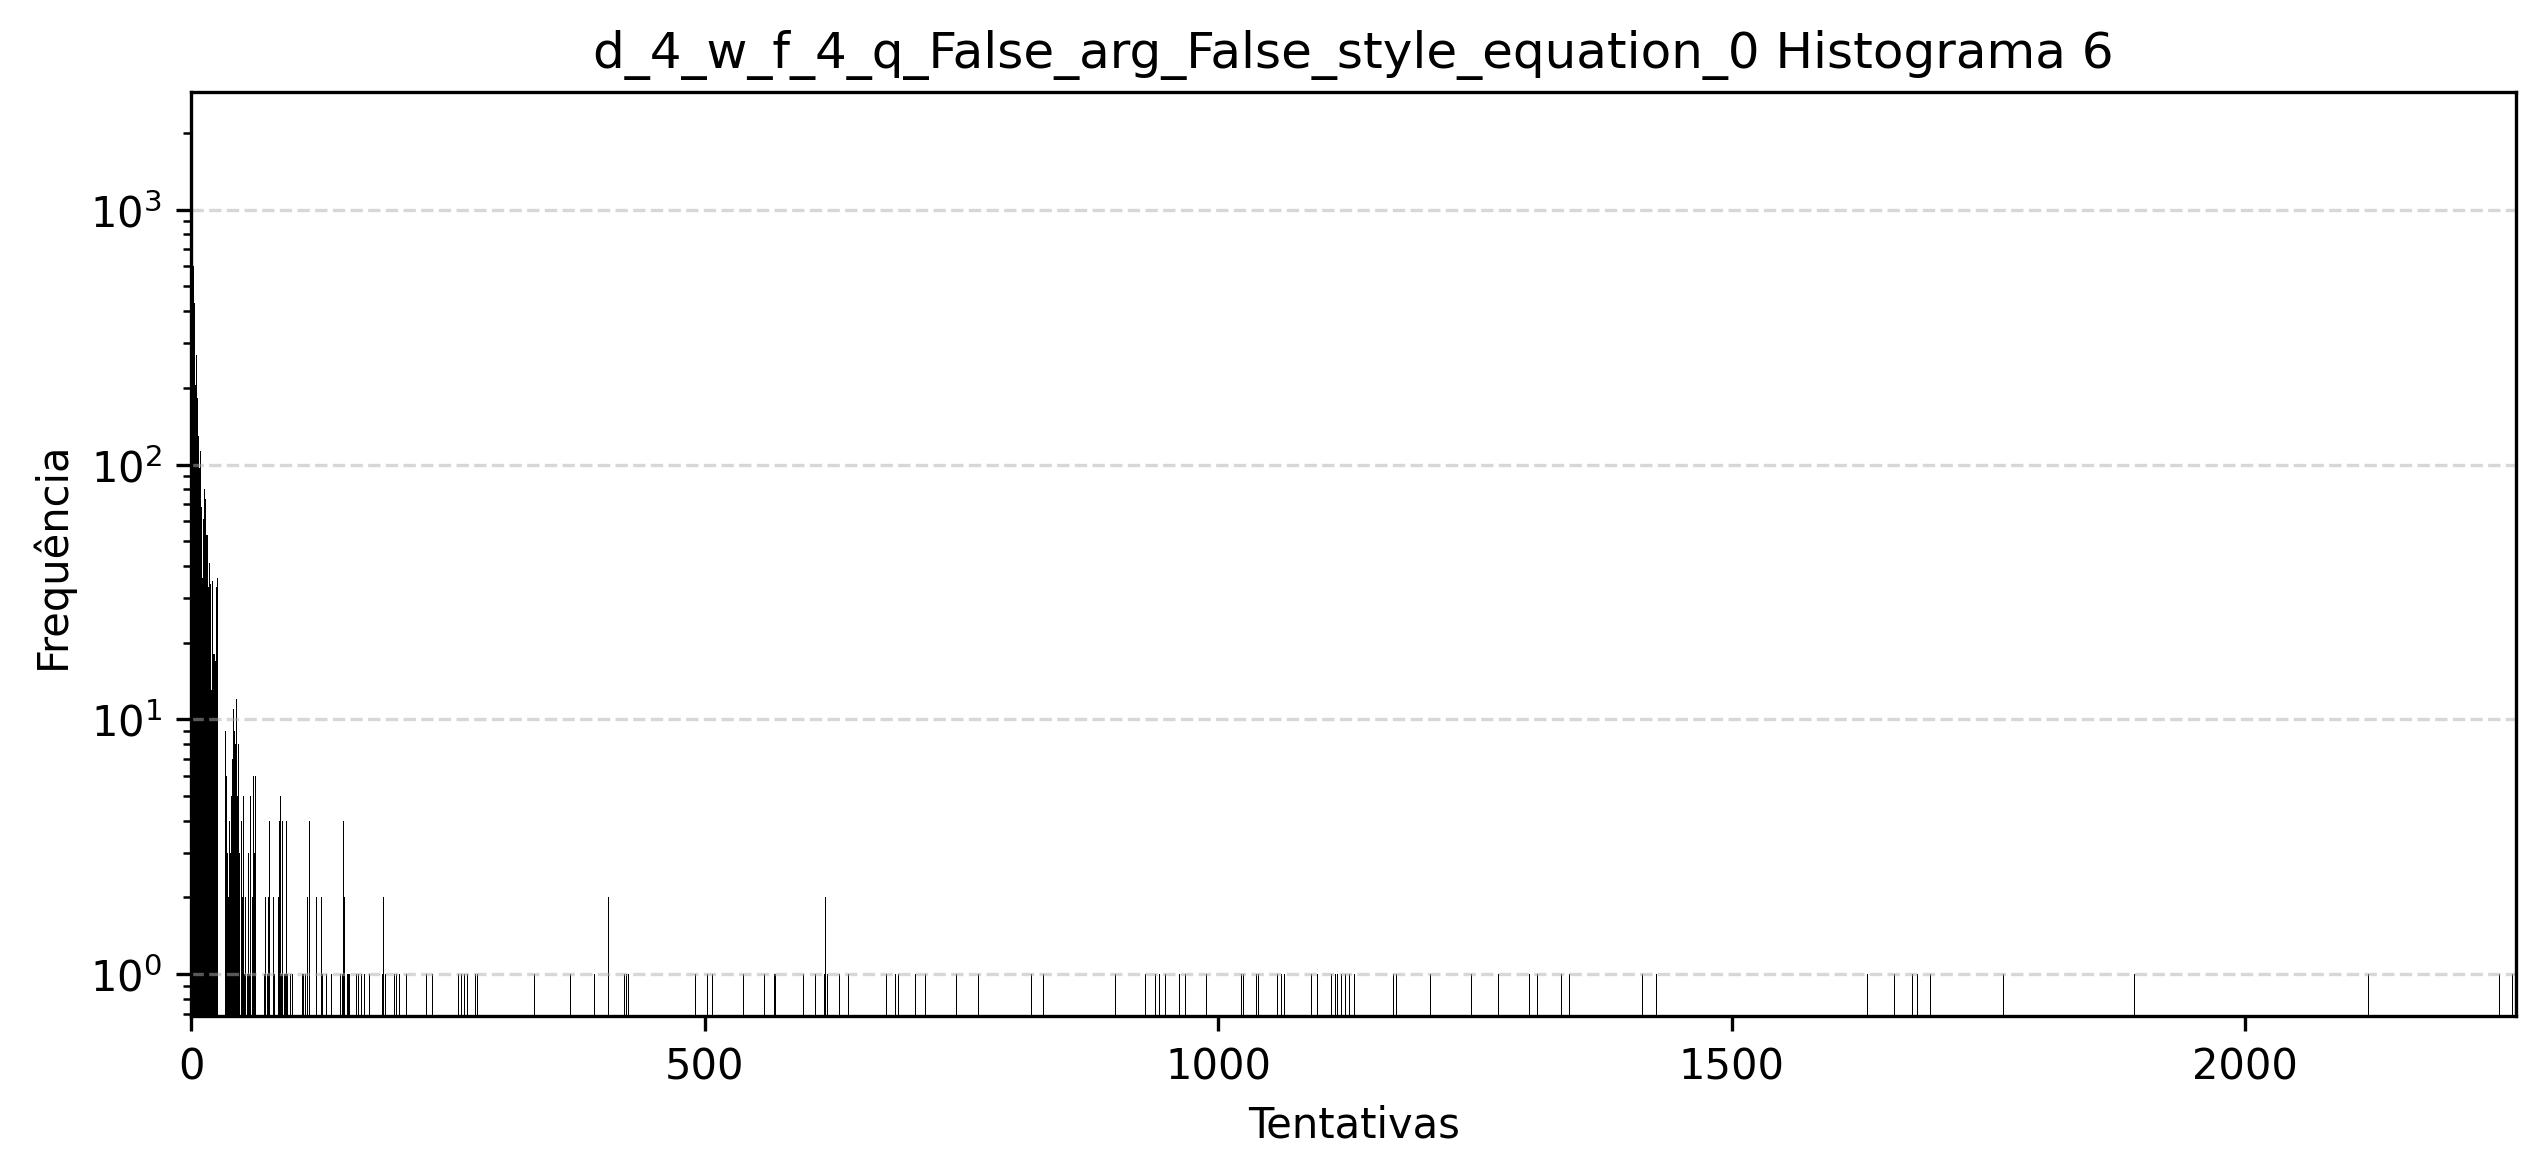 d_4_w_f_4_q_False_arg_False_style_equation_0 Histograma 6
10³
10²
10¹
10⁰
Frequência
0 500 1000 1500 2000
Tentativas